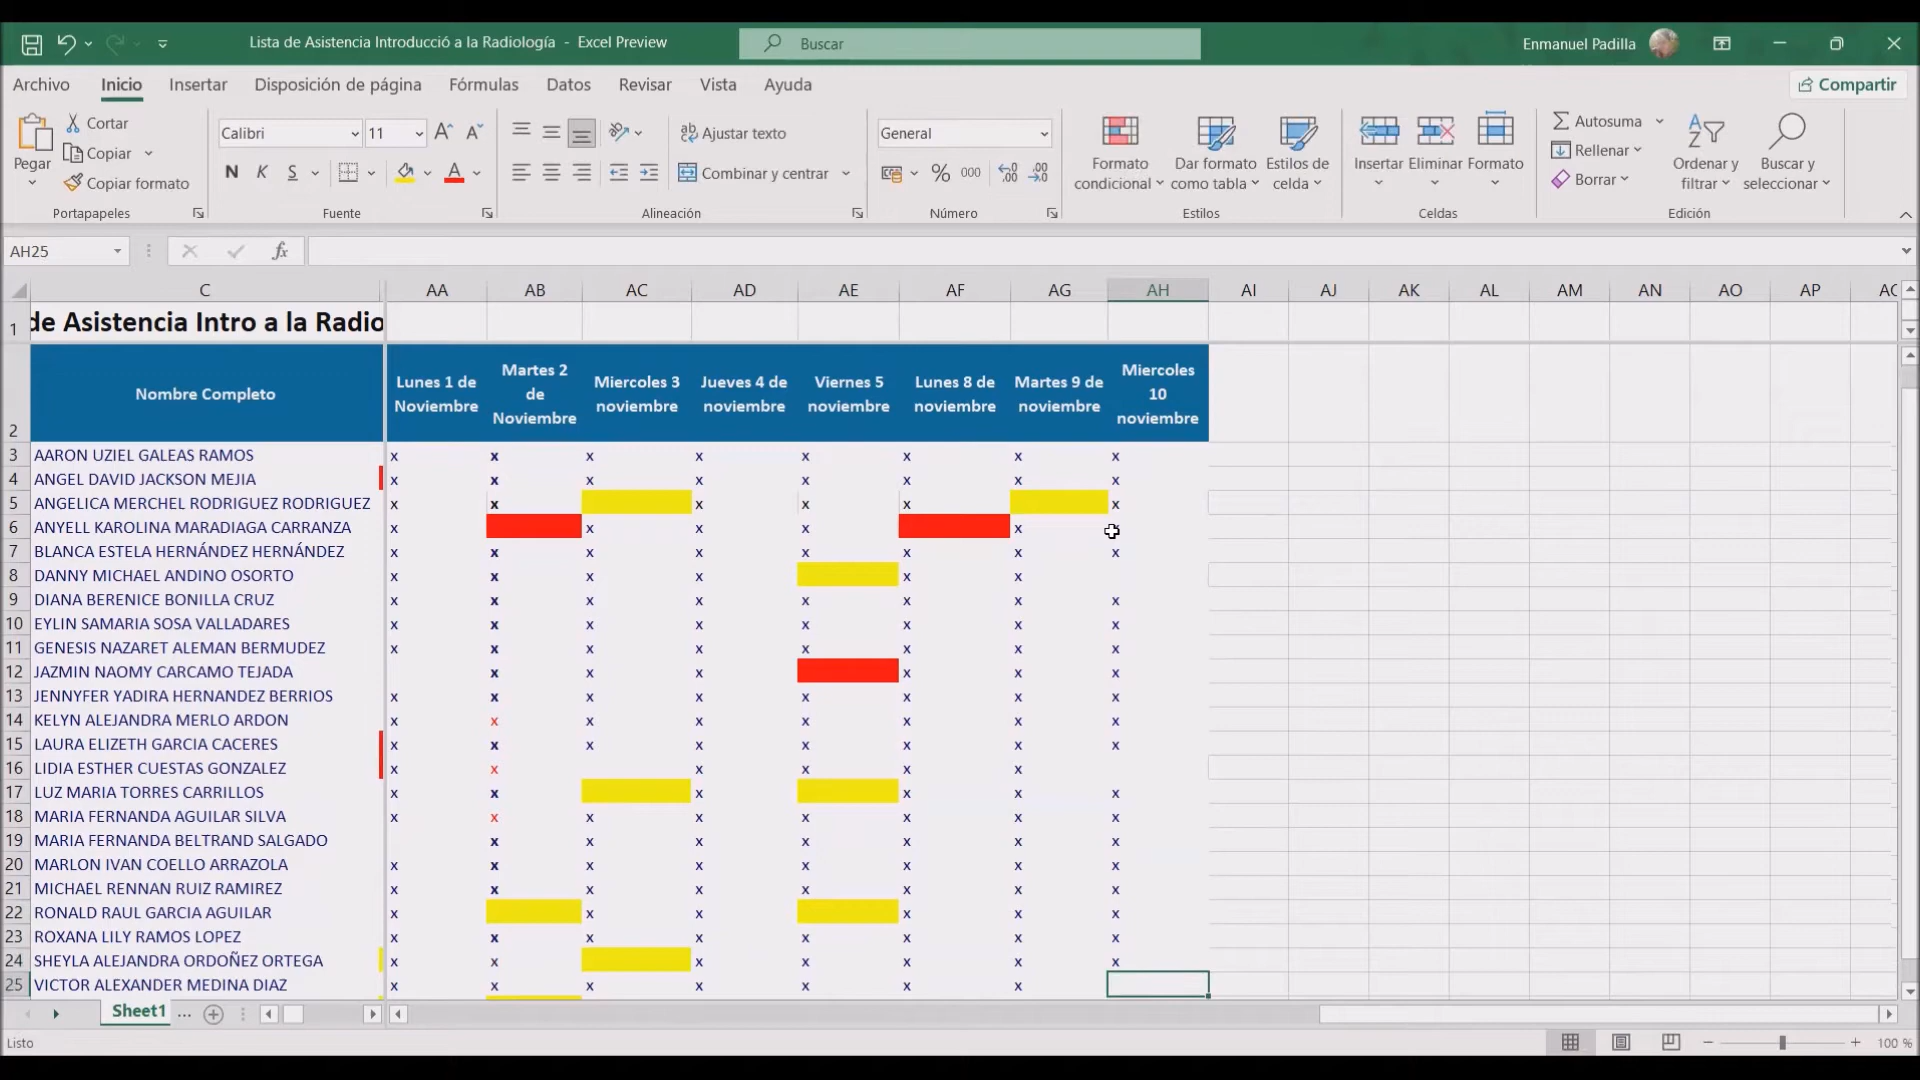 Lista de Asistencia Introducció a la Radiología - Excel Preview
Buscar
Enmanuel Padilla
Archivo Inicio Insertar Disposición de página Fórmulas Datos Revisar Vista Ayuda
Compartir
Pegar
Cortar
Copiar
Copiar formato
Portapapeles
Calibri 11
N K S
Fuente
Ajustar texto
Combinar y centrar
Alineación
General
% 000
Número
Formato condicional
Dar formato como tabla
Estilos de celda
Estilos
Insertar Eliminar Formato
Celdas
Autosuma
Rellenar
Borrar
Ordenar y filtrar
Buscar y seleccionar
Edición
AH25
fx
C AA AB AC AD AE AF AG AH AI AJ AK AL AM AN AO AP
1 de Asistencia Intro a la Radio
2 Nombre Completo Lunes 1 de Noviembre Martes 2 de Noviembre Miercoles 3 noviembre Jueves 4 de noviembre Viernes 5 noviembre Lunes 8 de noviembre Martes 9 de noviembre Miercoles 10 noviembre
3 AARON UZIEL GALEAS RAMOS x x x x x x x x
4 ANGEL DAVID JACKSON MEJIA x x x x x x x x
5 ANGELICA MERCHEL RODRIGUEZ RODRIGUEZ x x x x x x
6 ANYELL KAROLINA MARADIAGA CARRANZA x x x x x
7 BLANCA ESTELA HERNÁNDEZ HERNÁNDEZ x x x x x x x x
8 DANNY MICHAEL ANDINO OSORTO x x x x x x
9 DIANA BERENICE BONILLA CRUZ x x x x x x x x
10 EYLIN SAMARIA SOSA VALLADARES x x x x x x x x
11 GENESIS NAZARET ALEMAN BERMUDEZ x x x x x x x x
12 JAZMIN NAOMY CARCAMO TEJADA x x x x x x
13 JENNYFER YADIRA HERNANDEZ BERRIOS x x x x x x x x
14 KELYN ALEJANDRA MERLO ARDON x x x x x x x x
15 LAURA ELIZETH GARCIA CACERES x x x x x x x x
16 LIDIA ESTHER CUESTAS GONZALEZ x x x x x x
17 LUZ MARIA TORRES CARRILLOS x x x x x x
18 MARIA FERNANDA AGUILAR SILVA x x x x x x x x
19 MARIA FERNANDA BELTRAND SALGADO x x x x x x x
20 MARLON IVAN COELLO ARRAZOLA x x x x x x x x
21 MICHAEL RENNAN RUIZ RAMIREZ x x x x x x x x
22 RONALD RAUL GARCIA AGUILAR x x x x x x
23 ROXANA LILY RAMOS LOPEZ x x x x x x x x
24 SHEYLA ALEJANDRA ORDOÑEZ ORTEGA x x x x x x x
25 VICTOR ALEXANDER MEDINA DIAZ x x x x x x x
Sheet1 ...
Listo
100 %